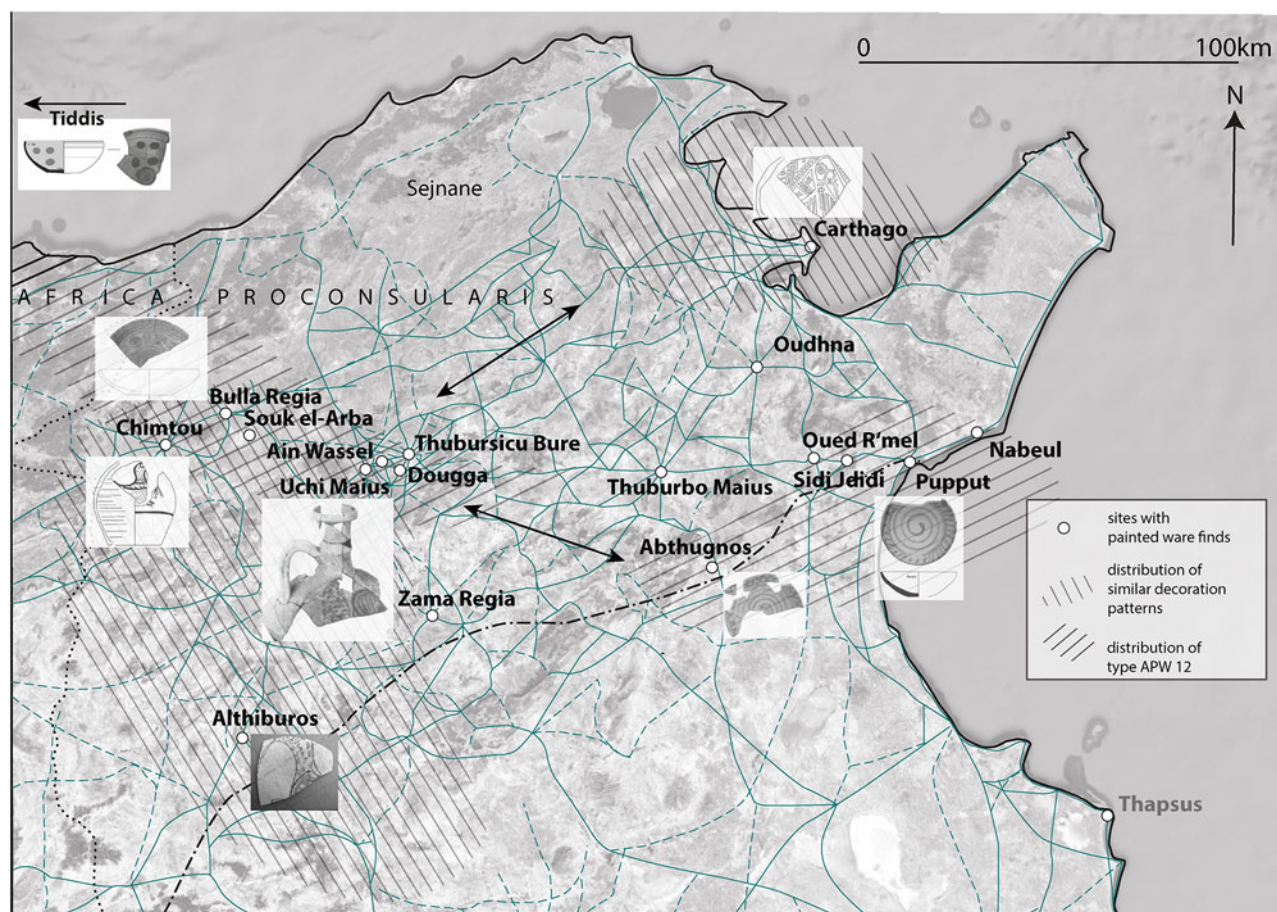 0 100km
N
Tiddis
Sejnane
Carthago
AFRICA PROCONSULARIS
Oudhna
Bulla Regia
Souk el-Arba
Chimtou
Ain Wassel
Thubursicu Bure
Uchi Maius
Dougga
Oued R'mel
Nabeul
Thuburbo Maius
Sidi Jdidi
Pupput
Abthugnos
Zama Regia
Althiburos
Thapsus
sites with
painted ware finds
distribution of
similar decoration
patterns
distribution of
type APW 12